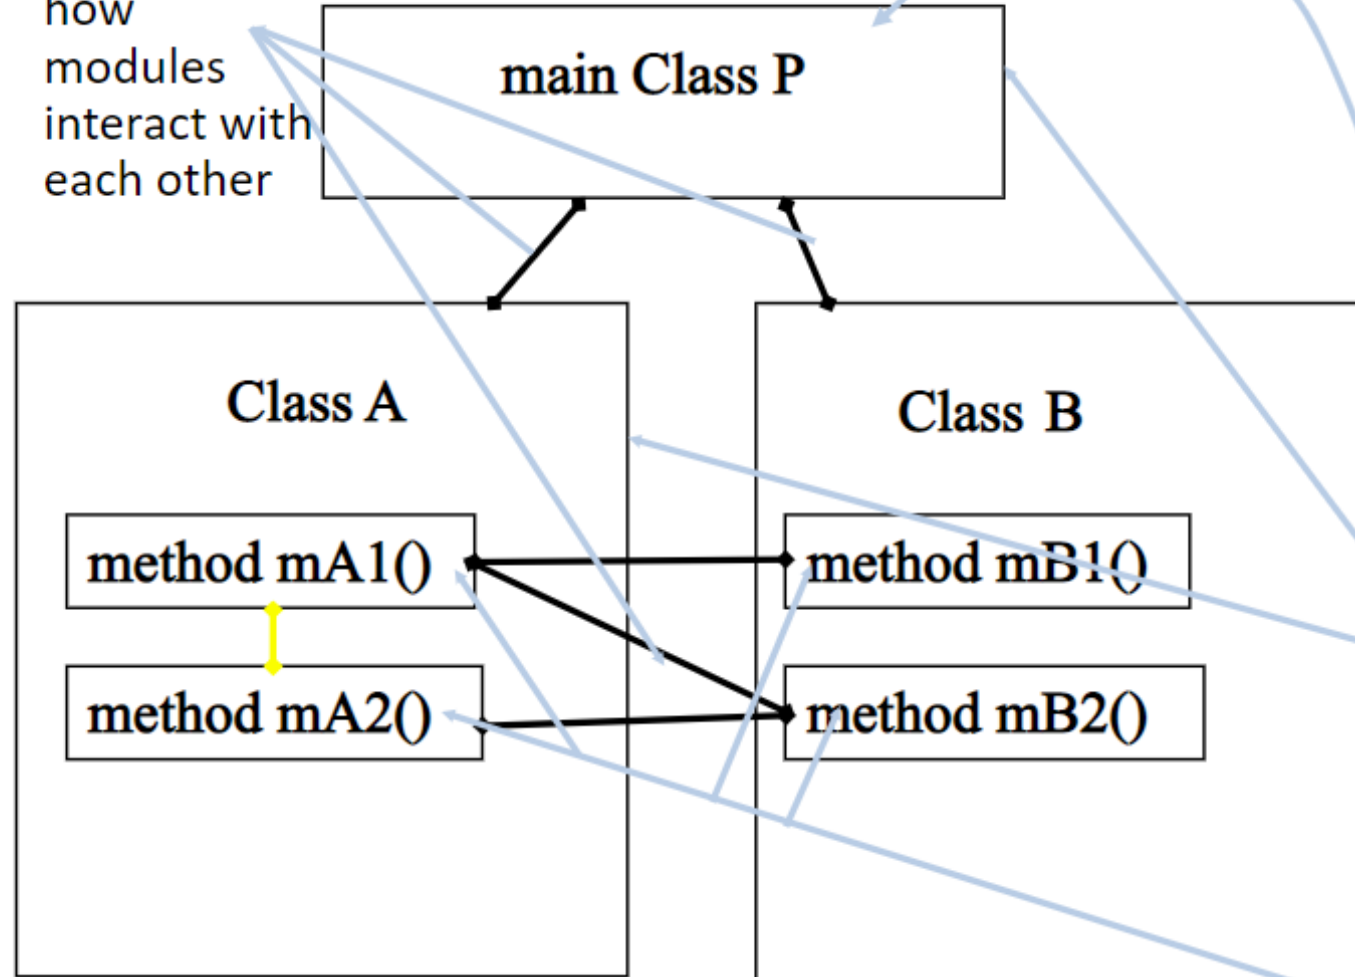 how
modules
interact with
each other
main Class P
Class A
Class B
method mA1()
method mB1()
method mA2()
method mB2()